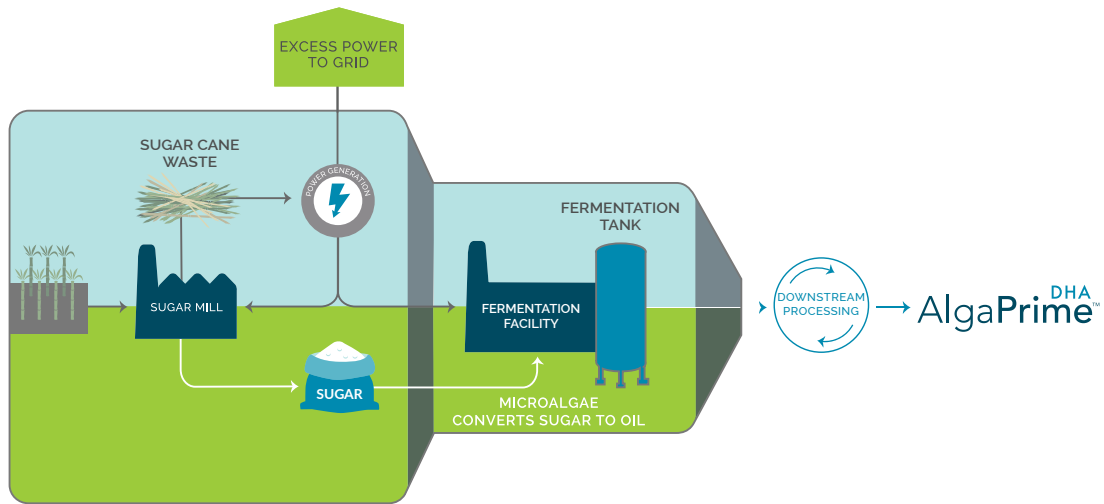 EXCESS POWER
TO GRID
SUGAR CANE
WASTE
POWER GENERATION
FERMENTATION
TANK
SUGAR MILL
FERMENTATION
FACILITY
DOWNSTREAM
PROCESSING
DHA
AlgaPrime™
SUGAR
MICROALGAE
CONVERTS SUGAR TO OIL